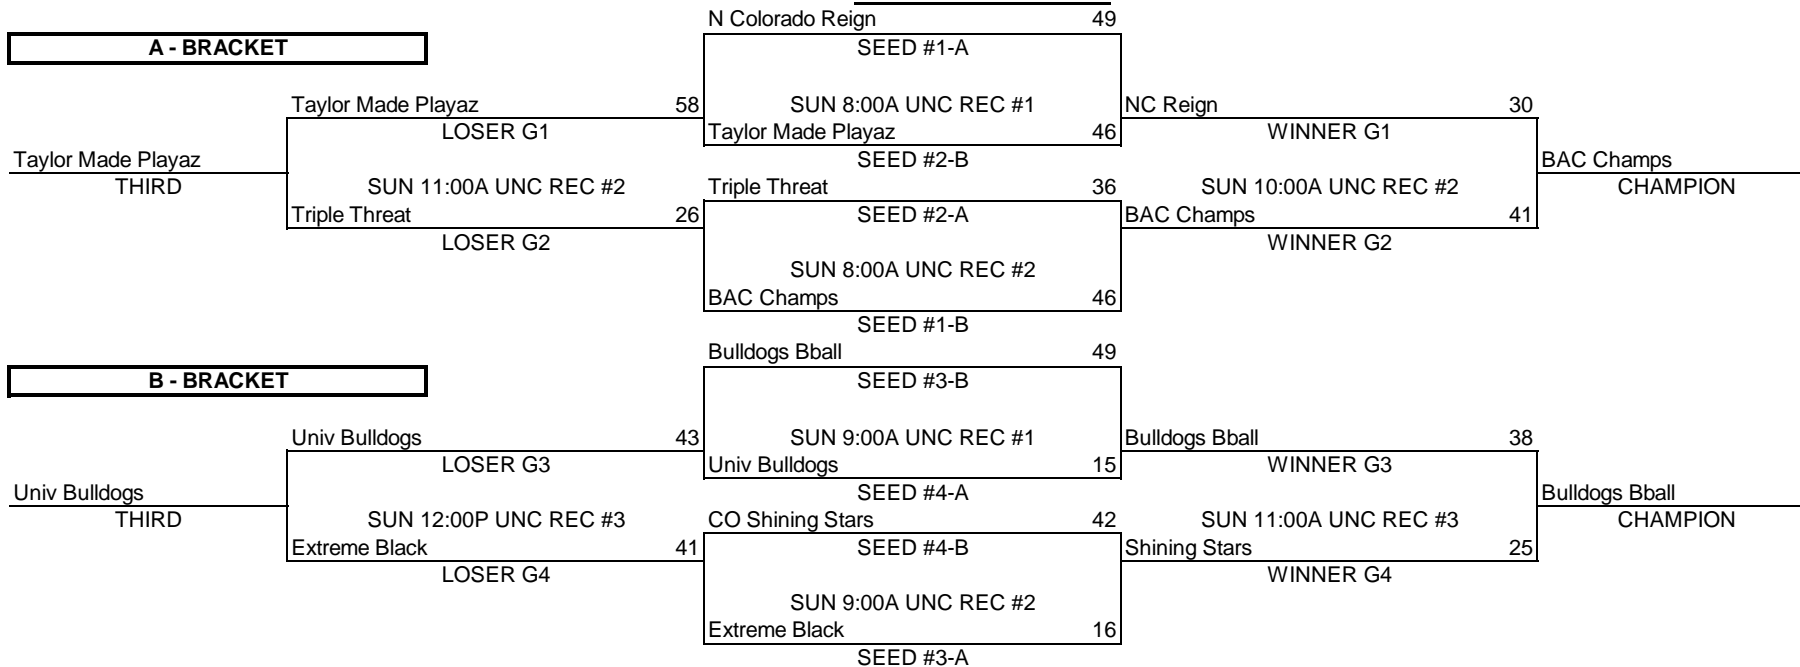 N Colorado Reign 49
A - BRACKET
SEED #1-A
Taylor Made Playaz 58 SUN 8:00A UNC REC #1 NC Reign 30
LOSER G1 Taylor Made Playaz 46 WINNER G1
Taylor Made Playaz SEED #2-B BAC Champs
THIRD SUN 11:00A UNC REC #2 Triple Threat 36 SUN 10:00A UNC REC #2 CHAMPION
Triple Threat 26 SEED #2-A BAC Champs 41
LOSER G2 WINNER G2
SUN 8:00A UNC REC #2
BAC Champs 46
SEED #1-B
Bulldogs Bball 49
B - BRACKET SEED #3-B
Univ Bulldogs 43 SUN 9:00A UNC REC #1 Bulldogs Bball 38
LOSER G3 Univ Bulldogs 15 WINNER G3
Univ Bulldogs SEED #4-A Bulldogs Bball
THIRD SUN 12:00P UNC REC #3 CO Shining Stars 42 SUN 11:00A UNC REC #3 CHAMPION
Extreme Black 41 SEED #4-B Shining Stars 25
LOSER G4 WINNER G4
SUN 9:00A UNC REC #2
Extreme Black 16
SEED #3-A